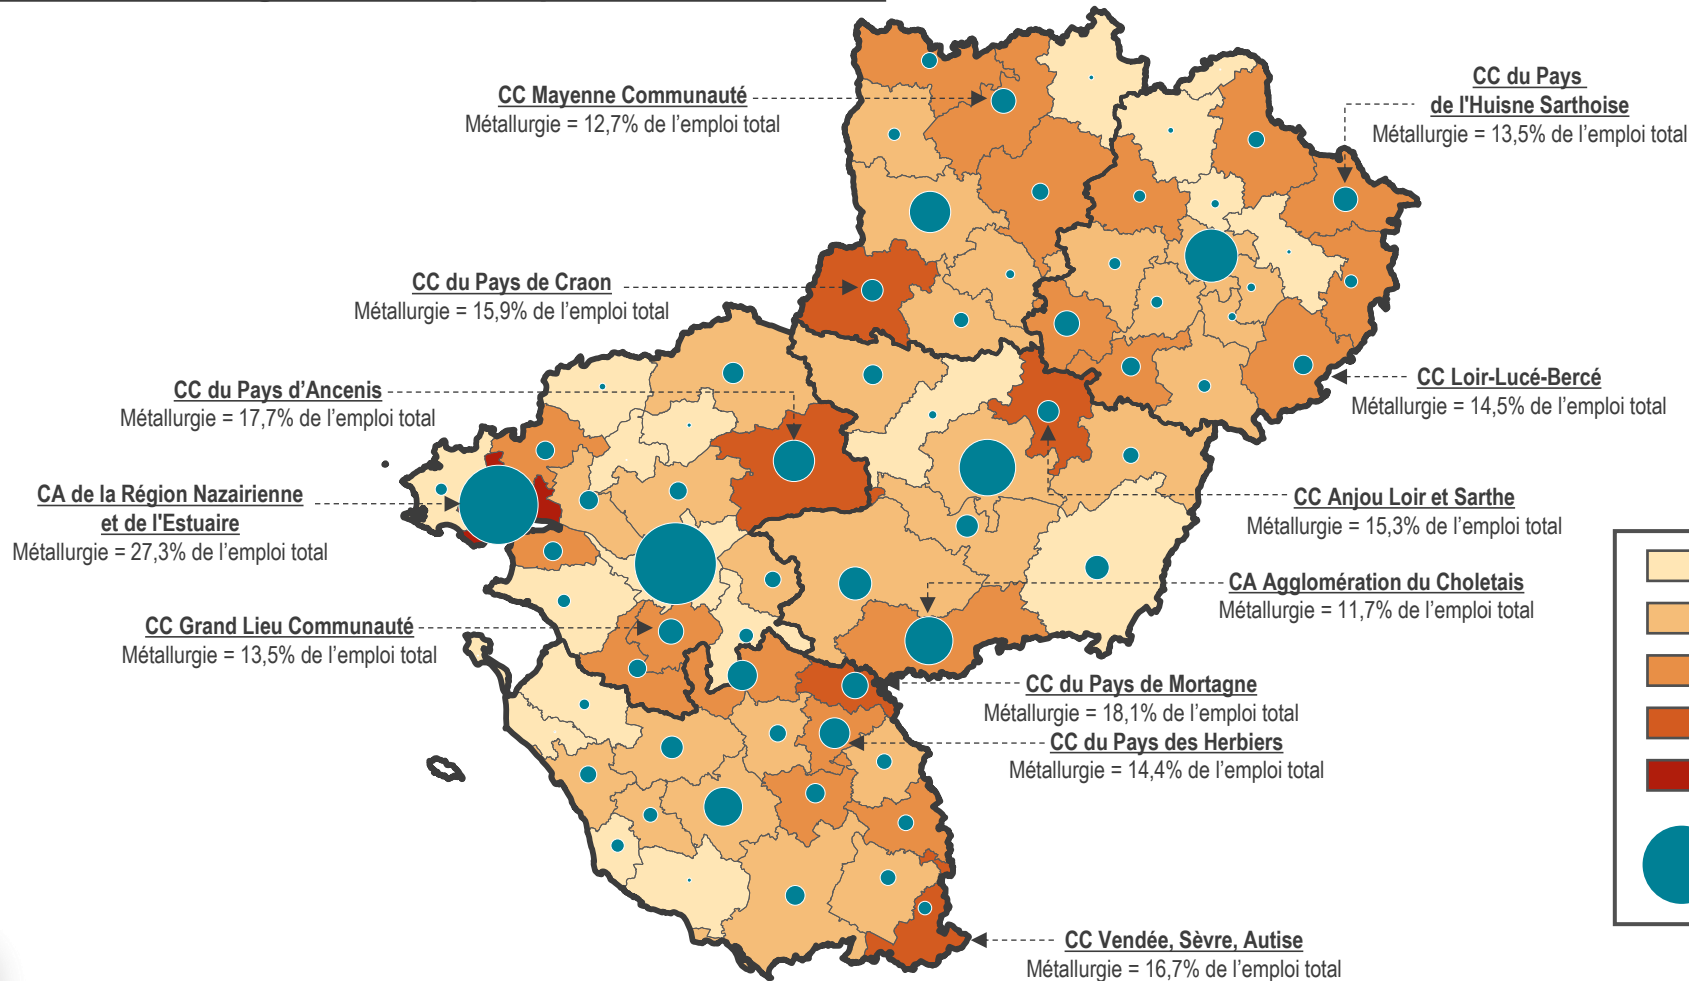 CC Mayenne Communauté
Métallurgie = 12,7% de l'emploi total
CC du Pays
de l'Huisne Sarthoise
Métallurgie = 13,5% de l'emploi total
CC du Pays de Craon
Métallurgie = 15,9% de l'emploi total
CC du Pays d'Ancenis
Métallurgie = 17,7% de l'emploi total
CC Loir-Lucé-Bercé
Métallurgie = 14,5% de l'emploi total
CA de la Région Nazairienne
et de l'Estuaire
Métallurgie = 27,3% de l'emploi total
CC Anjou Loir et Sarthe
Métallurgie = 15,3% de l'emploi total
CA Agglomération du Choletais
Métallurgie = 11,7% de l'emploi total
CC Grand Lieu Communauté
Métallurgie = 13,5% de l'emploi total
CC du Pays de Mortagne
Métallurgie = 18,1% de l'emploi total
CC du Pays des Herbiers
Métallurgie = 14,4% de l'emploi total
CC Vendée, Sèvre, Autise
Métallurgie = 16,7% de l'emploi total